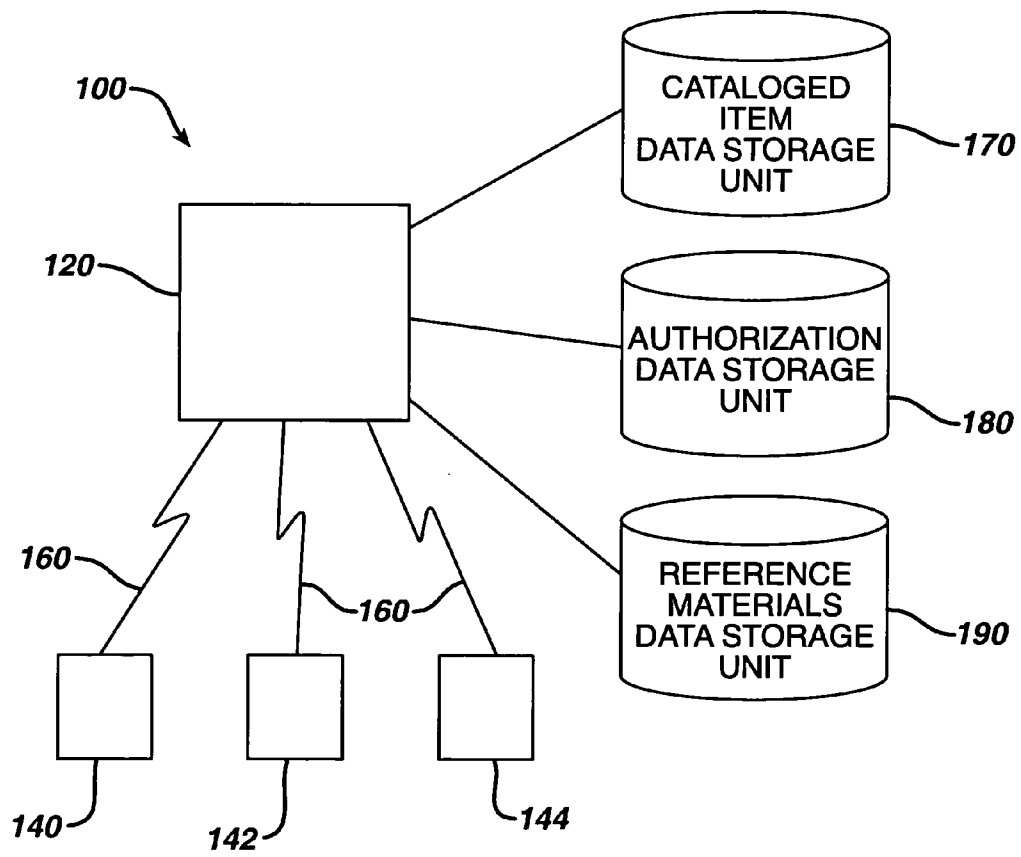 100
CATALOGED
ITEM
DATA STORAGE
UNIT
170
120
AUTHORIZATION
DATA STORAGE
UNIT
180
160
160
REFERENCE
MATERIALS
DATA STORAGE
UNIT
190
140
142
144